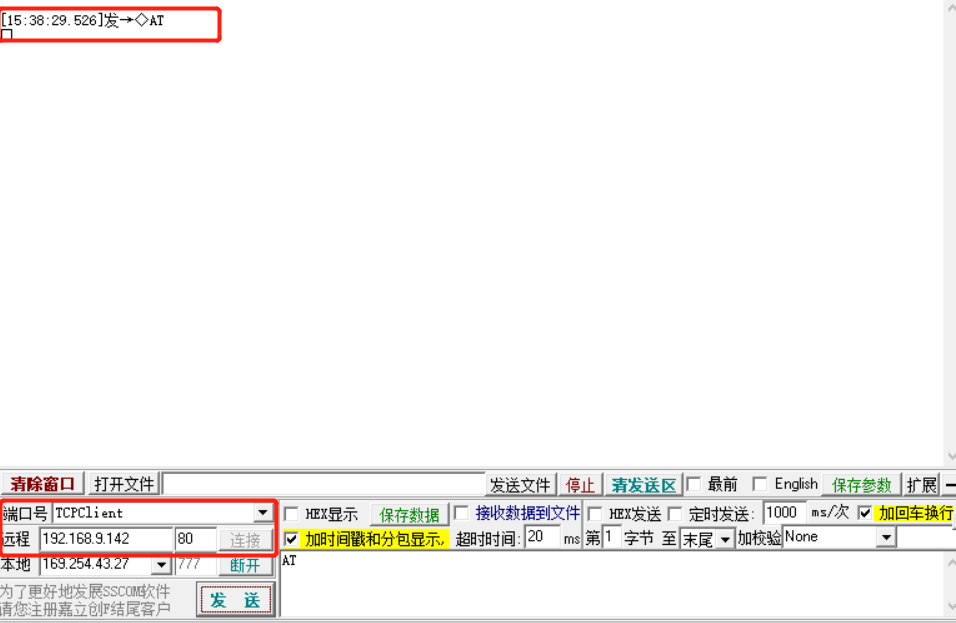 [15:38:29.526]发→◇AT
□
清除窗口 打开文件 发送文件 停止 清发送区 最前 English 保存参数 扩展 —
端口号 TCPClient HEX显示 保存数据 接收数据到文件 HEX发送 定时发送: 1000 ms/次 加回车换行
远程 192.168.9.142 80 连接 加时间戳和分包显示, 超时时间: 20 ms 第 1 字节 至 末尾 加校验 None
本地 169.254.43.27 777 断开 AT
为了更好地发展SSCOM软件
请您注册嘉立创F结尾客户
发 送